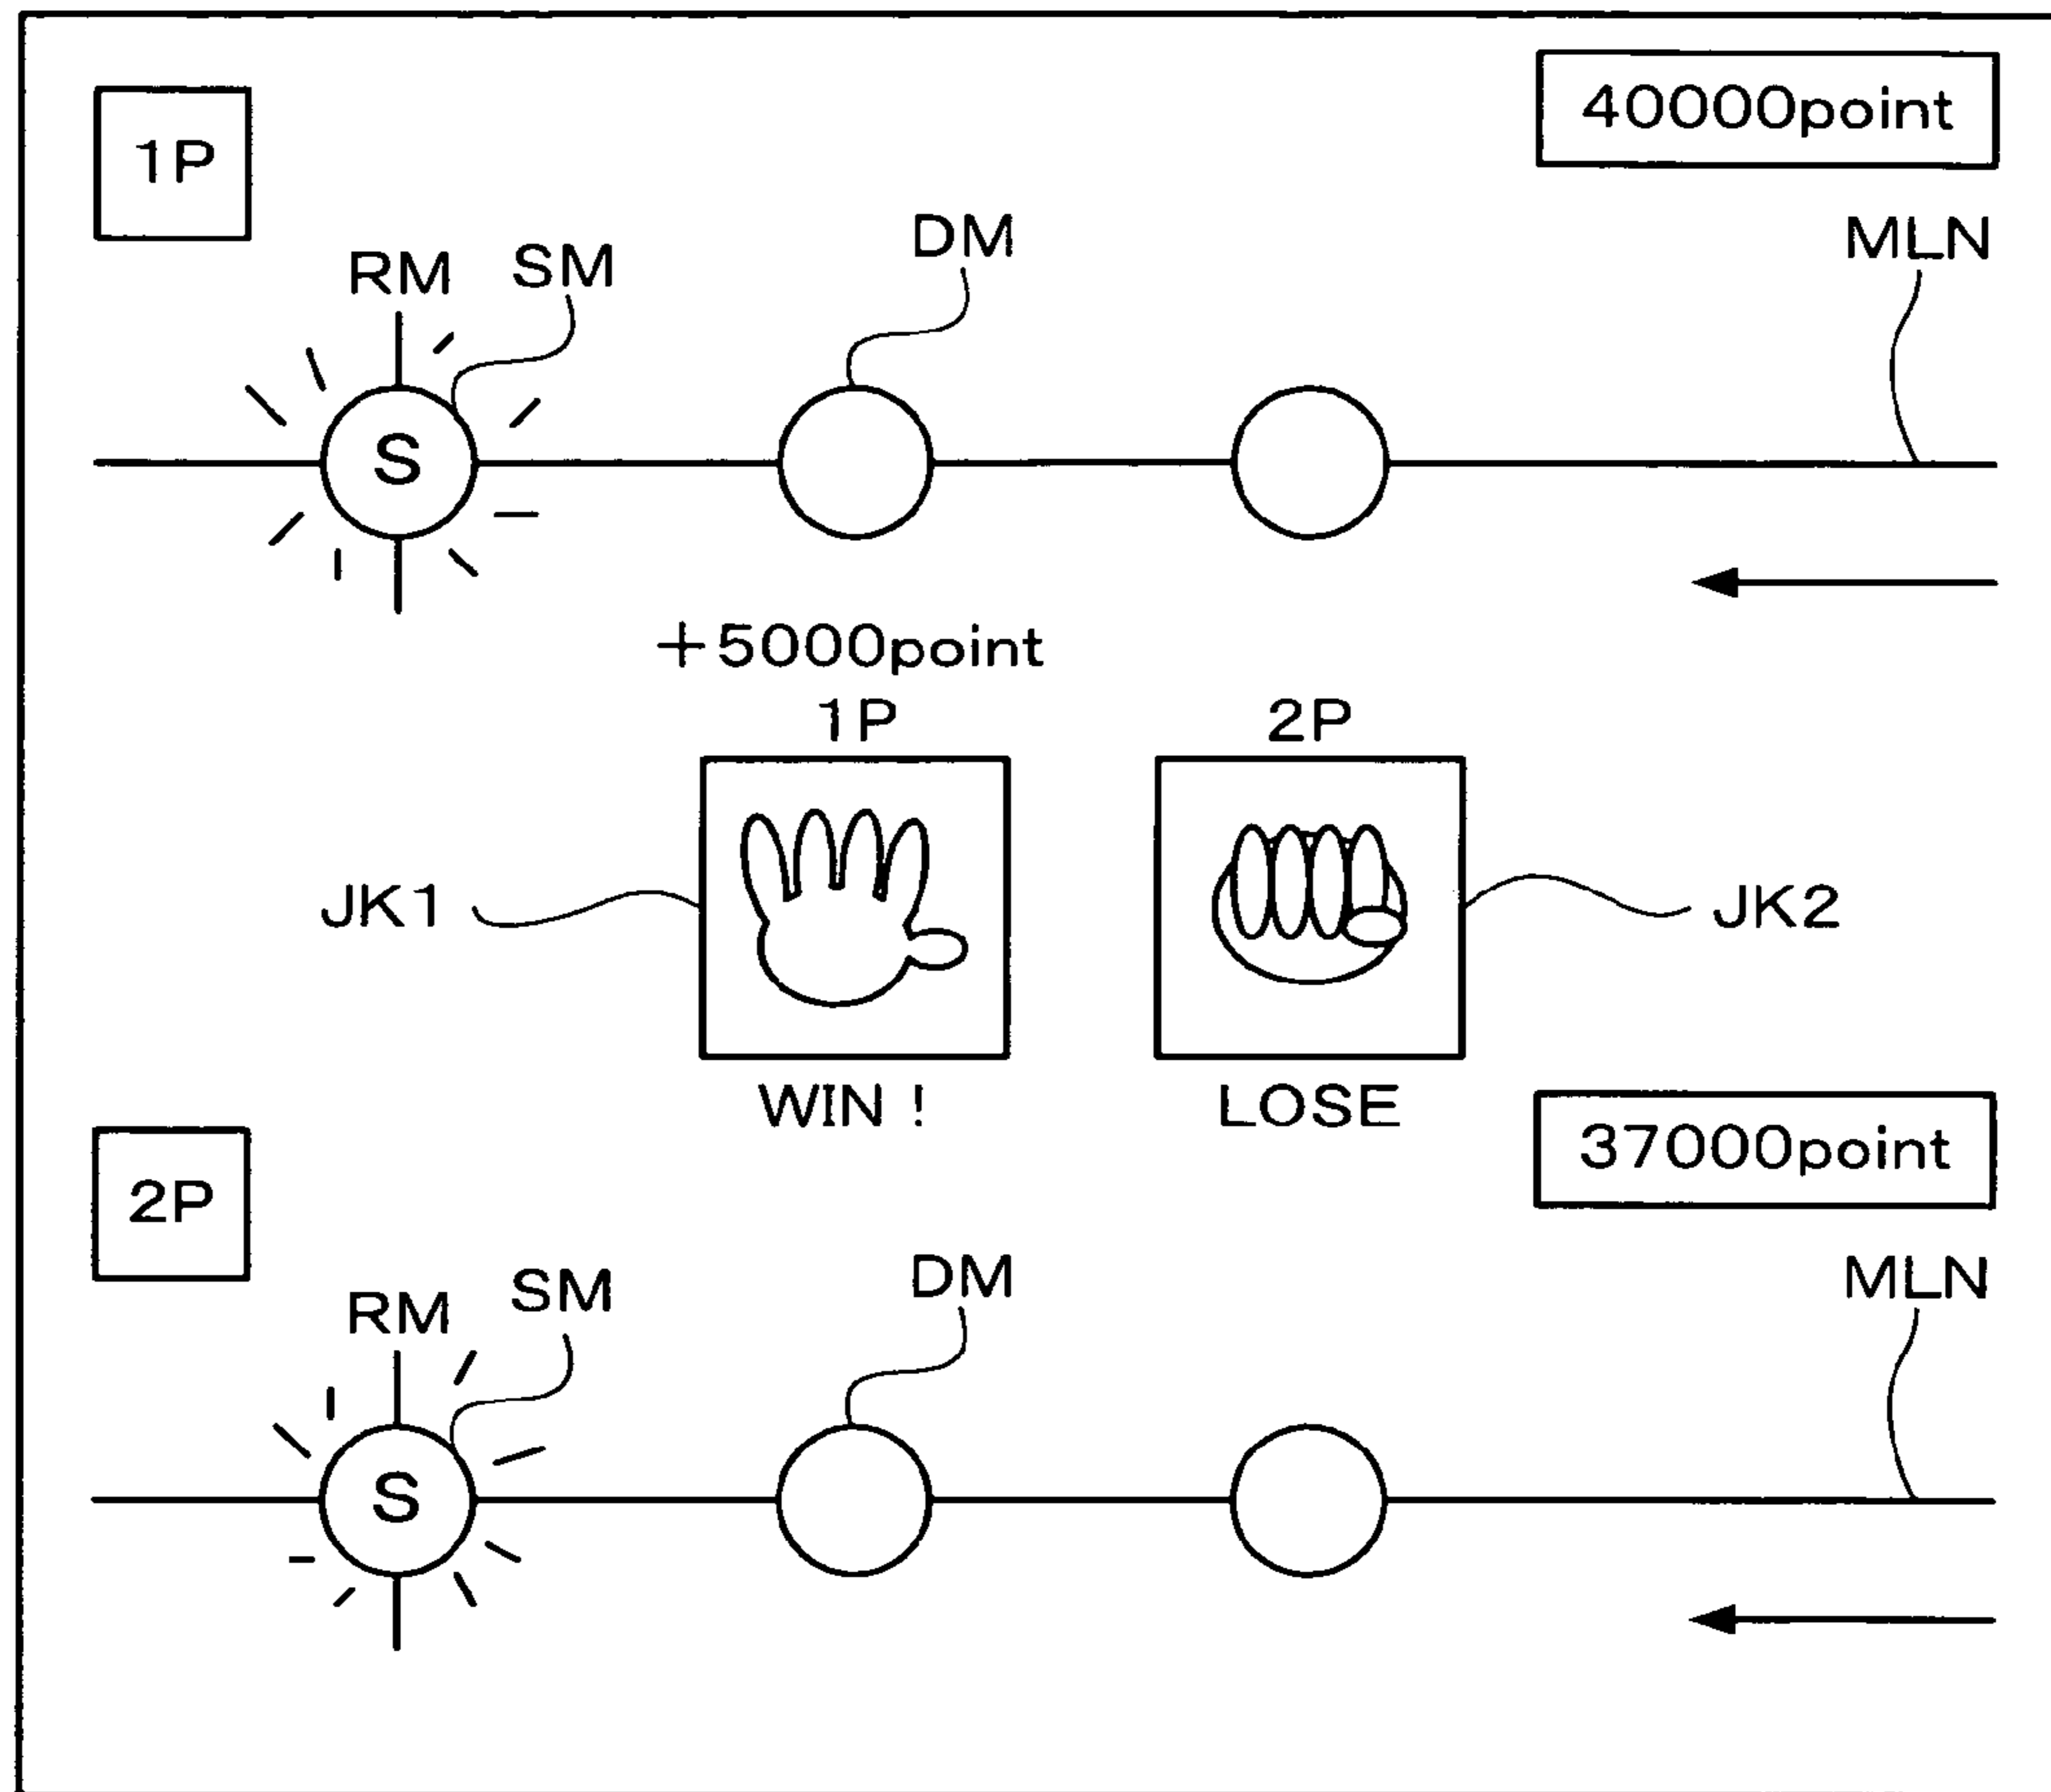 40000point
1P
DM
MLN
RM SM
S
+5000point
1P 2P
JK1 JK2
WIN! LOSE
37000point
2P
DM MLN
RM SM
S